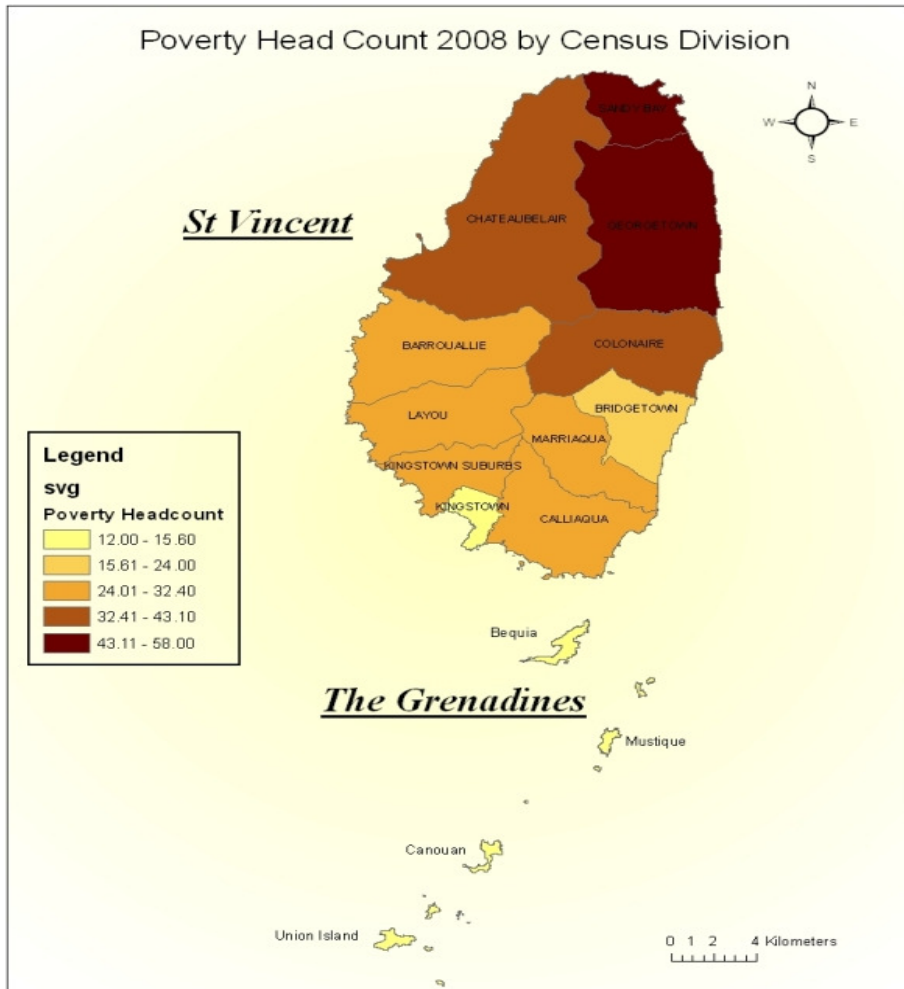 Poverty Head Count 2008 by Census Division
N
W E
S
SANDY BAY
St Vincent
CHATEAUBELAIR
GEORGETOWN
BARROUALLIE
COLONAIRE
LAYOU
BRIDGETOWN
MARRIAQUA
KINGSTOWN SUBURBS
KINGSTOWN
CALLIAQUA
Legend
svg
Poverty Headcount
12.00 - 15.60
15.61 - 24.00
24.01 - 32.40
32.41 - 43.10
43.11 - 58.00
Bequia
The Grenadines
Mustique
Canouan
Union Island
0 1 2 4 Kilometers